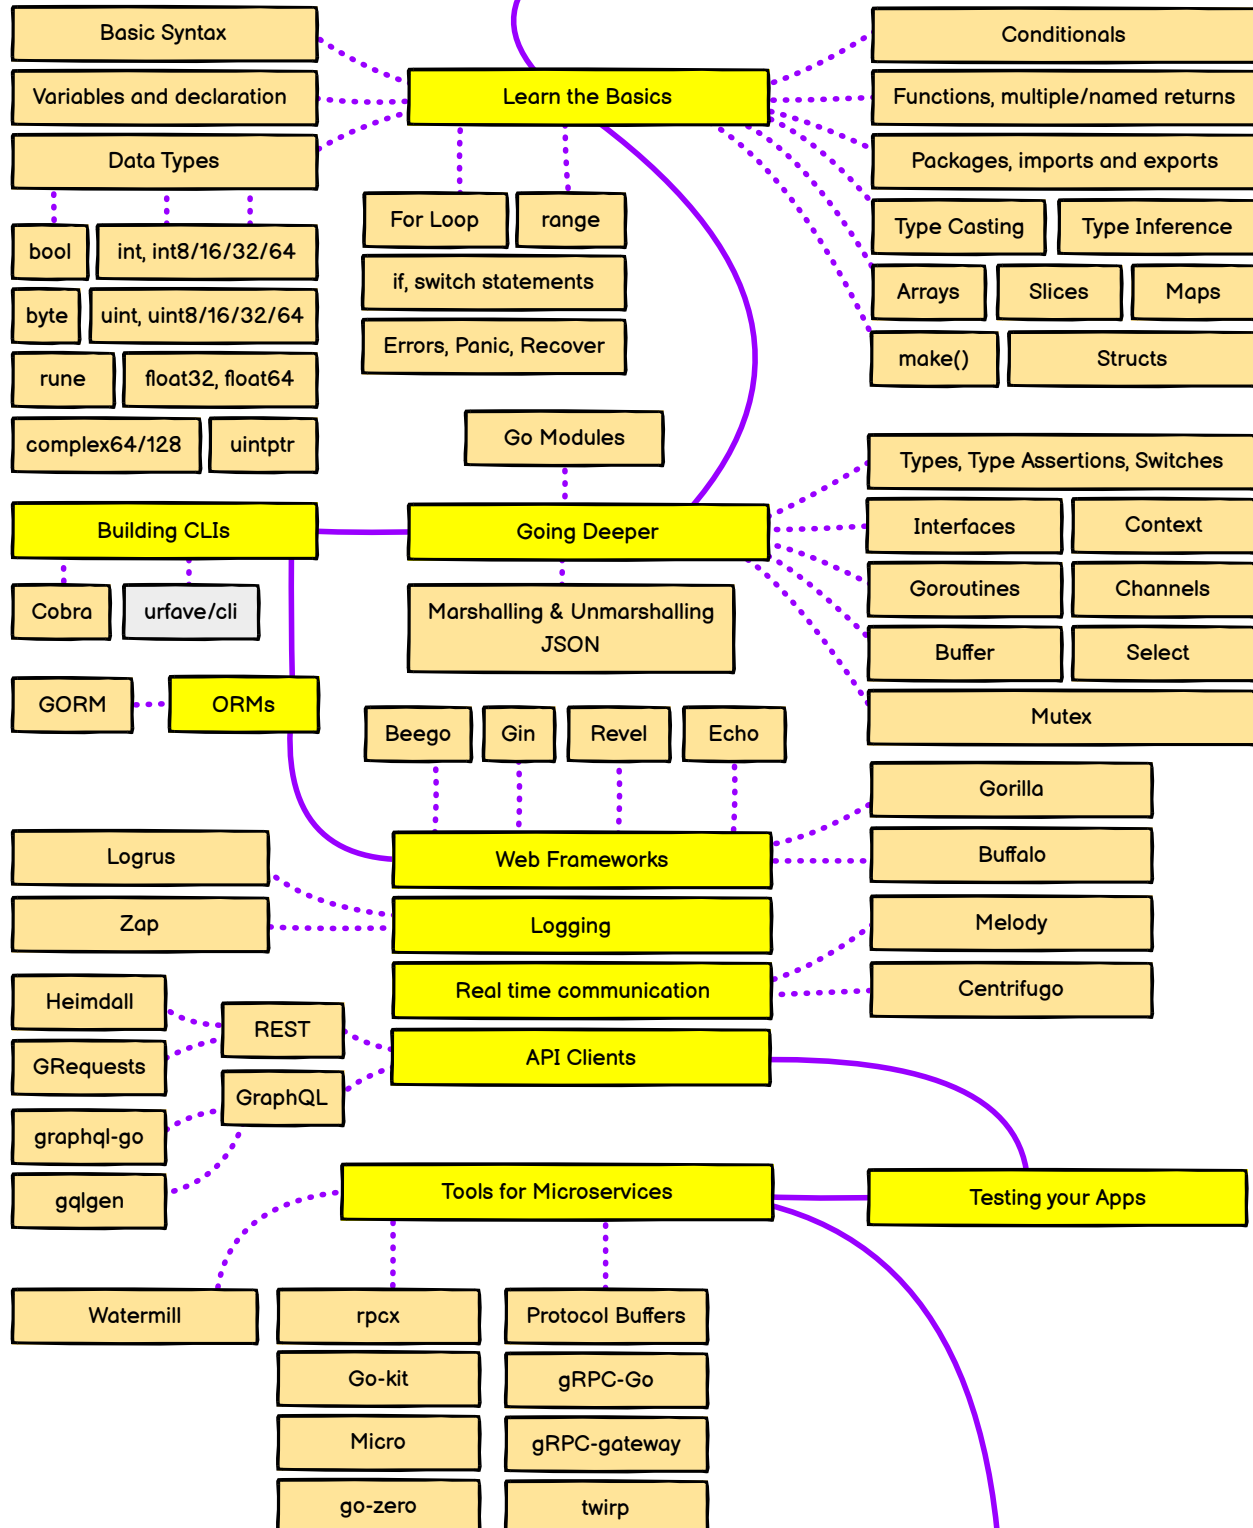 Basic Syntax
Variables and declaration
Data Types
bool
int, int8/16/32/64
byte
uint, uint8/16/32/64
rune
float32, float64
complex64/128
uintptr
Learn the Basics
For Loop
range
if, switch statements
Errors, Panic, Recover
Conditionals
Functions, multiple/named returns
Packages, imports and exports
Type Casting
Type Inference
Arrays
Slices
Maps
make()
Structs
Go Modules
Going Deeper
Marshalling & Unmarshalling
JSON
Types, Type Assertions, Switches
Interfaces
Context
Goroutines
Channels
Buffer
Select
Mutex
Building CLIs
Cobra
urfave/cli
GORM
ORMs
Beego
Gin
Revel
Echo
Web Frameworks
Gorilla
Buffalo
Logrus
Zap
Logging
Real time communication
Melody
Centrifugo
Heimdall
GRequests
REST
GraphQL
graphql-go
gqlgen
API Clients
Testing your Apps
Tools for Microservices
Watermill
rpcx
Go-kit
Micro
go-zero
Protocol Buffers
gRPC-Go
gRPC-gateway
twirp